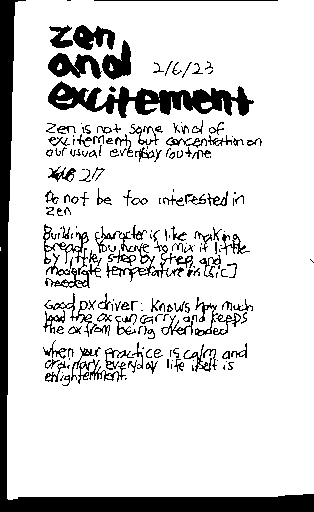 zen
and 2/6/23
excitement
Zen is not some kind of
excitement, but concentration on
our usual everyday routine
2/7
Do not be too interested in
zen
Building character is like making
bread. You have to mix it little
by little, step by step, and
moderate temperature in [sic]
needed
Good ox driver: knows how much
load the ox can carry, and keeps
the ox from being overloaded
when your practice is calm and
ordinary, everyday life itself is
enlightenment.